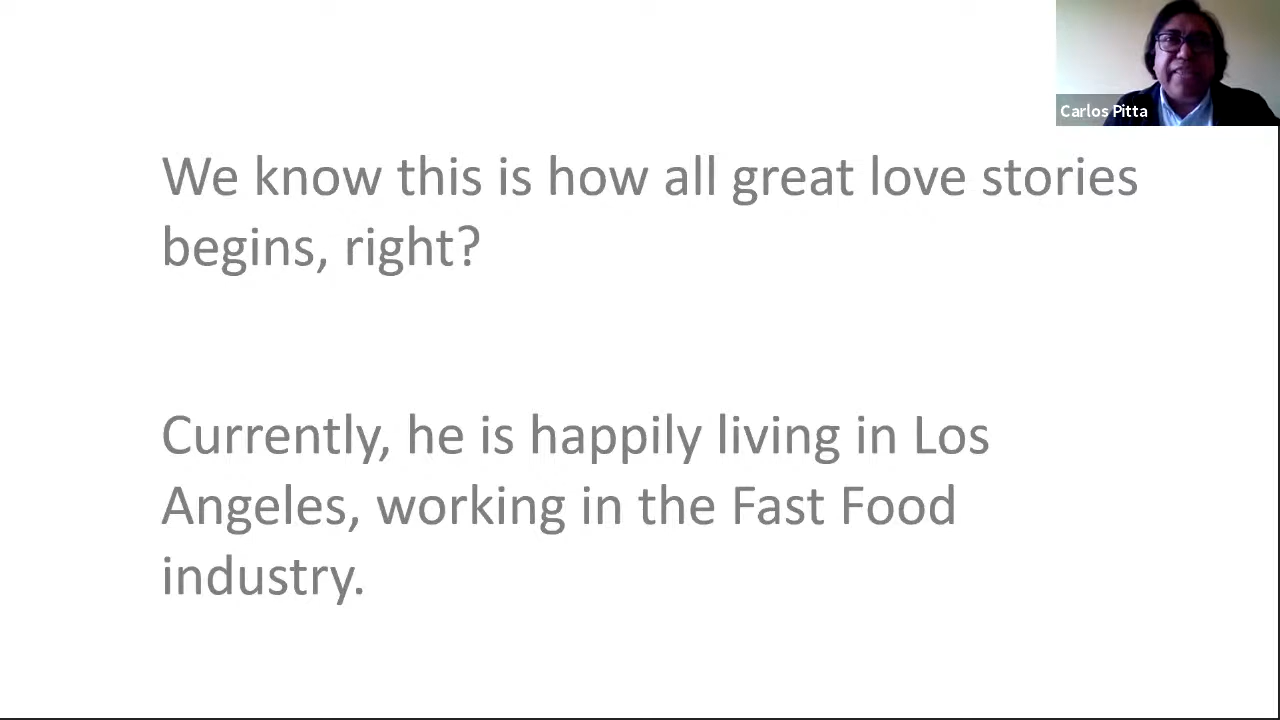 Carlos Pitta
We know this is how all great love stories
begins, right?
Currently, he is happily living in Los
Angeles, working in the Fast Food
industry.